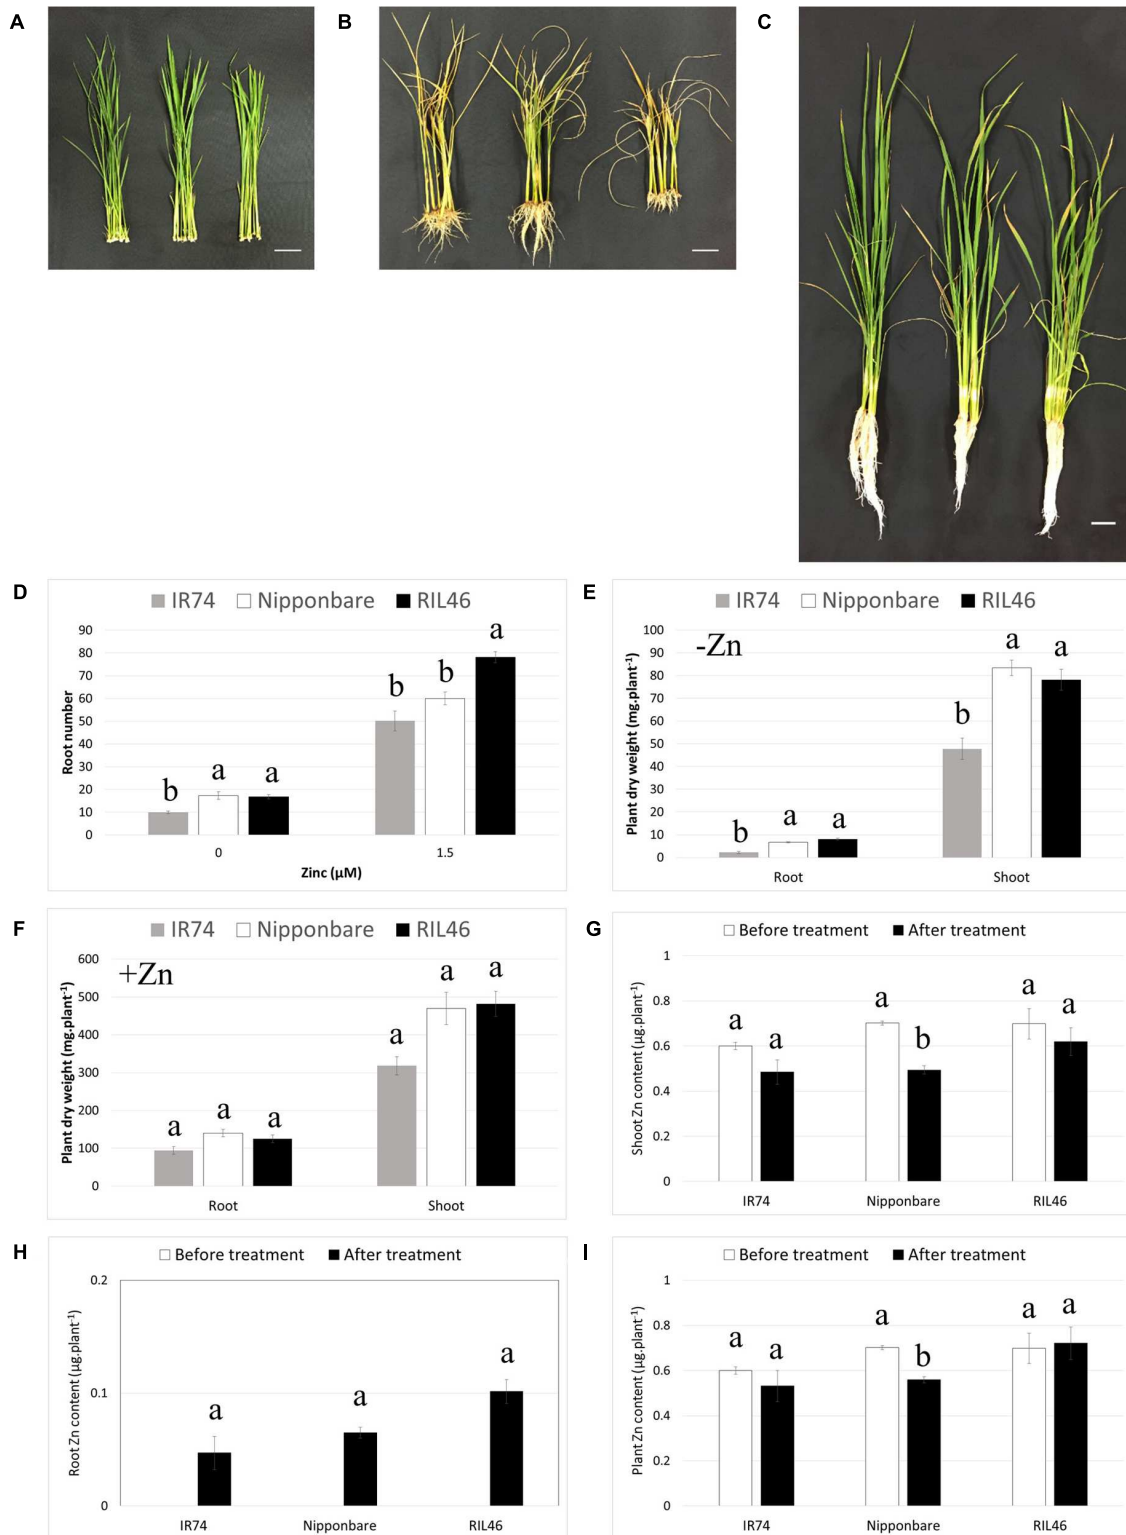 A
B
C
D
IR74 Nipponbare RIL46
90
80
70
60
50
40
30
20
10
0
Root number
b a a
b b a
0 1.5
Zinc (µM)
E
IR74 Nipponbare RIL46
-Zn
100
90
80
70
60
50
40
30
20
10
0
Plant dry weight (mg.plant⁻¹)
b a a
b a a
Root Shoot
F
IR74 Nipponbare RIL46
+Zn
600
500
400
300
200
100
0
Plant dry weight (mg.plant⁻¹)
a a a
a a a
Root Shoot
G
Before treatment After treatment
1
0.8
0.6
0.4
0.2
0
Shoot Zn content (µg.plant⁻¹)
a a
a b
a a
IR74 Nipponbare RIL46
H
Before treatment After treatment
0.2
0.1
0
Root Zn content (µg.plant⁻¹)
a a a
IR74 Nipponbare RIL46
I
Before treatment After treatment
1
0.8
0.6
0.4
0.2
0
Plant Zn content (µg.plant⁻¹)
a a
a b
a a
IR74 Nipponbare RIL46